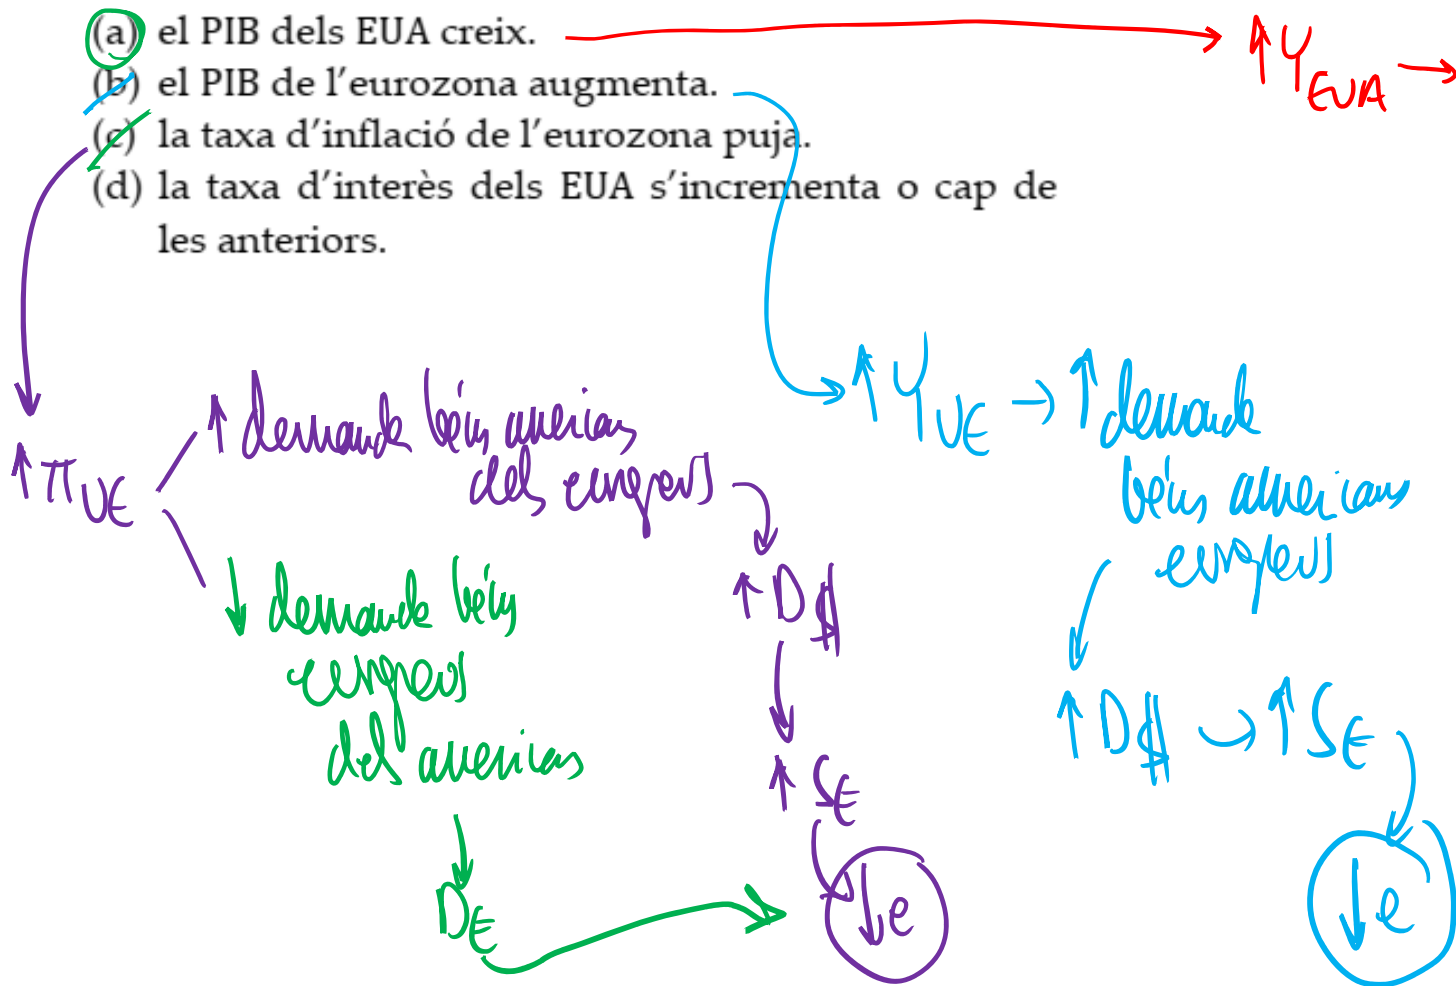 (a) el PIB dels EUA creix.
↑Y EUA →
(b) el PIB de l'eurozona augmenta.
(c) la taxa d'inflació de l'eurozona puja.
(d) la taxa d'interès dels EUA s'incrementa o cap de
les anteriors.
↑π UE
↑ demanda béns americans
dels europeus
↑D$
↑S€
↓e
↓ demanda béns
europeus
dels americans
D€
↑Y UE → ↑ demanda
béns americans
europeus
↑D$ → ↑S€
↓e